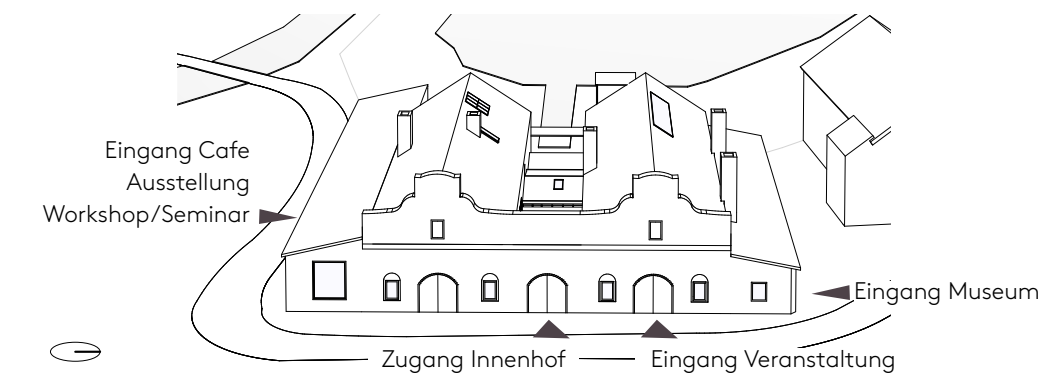 Eingang Cafe
Ausstellung
Workshop/Seminar
Eingang Museum
Zugang Innenhof
Eingang Veranstaltung